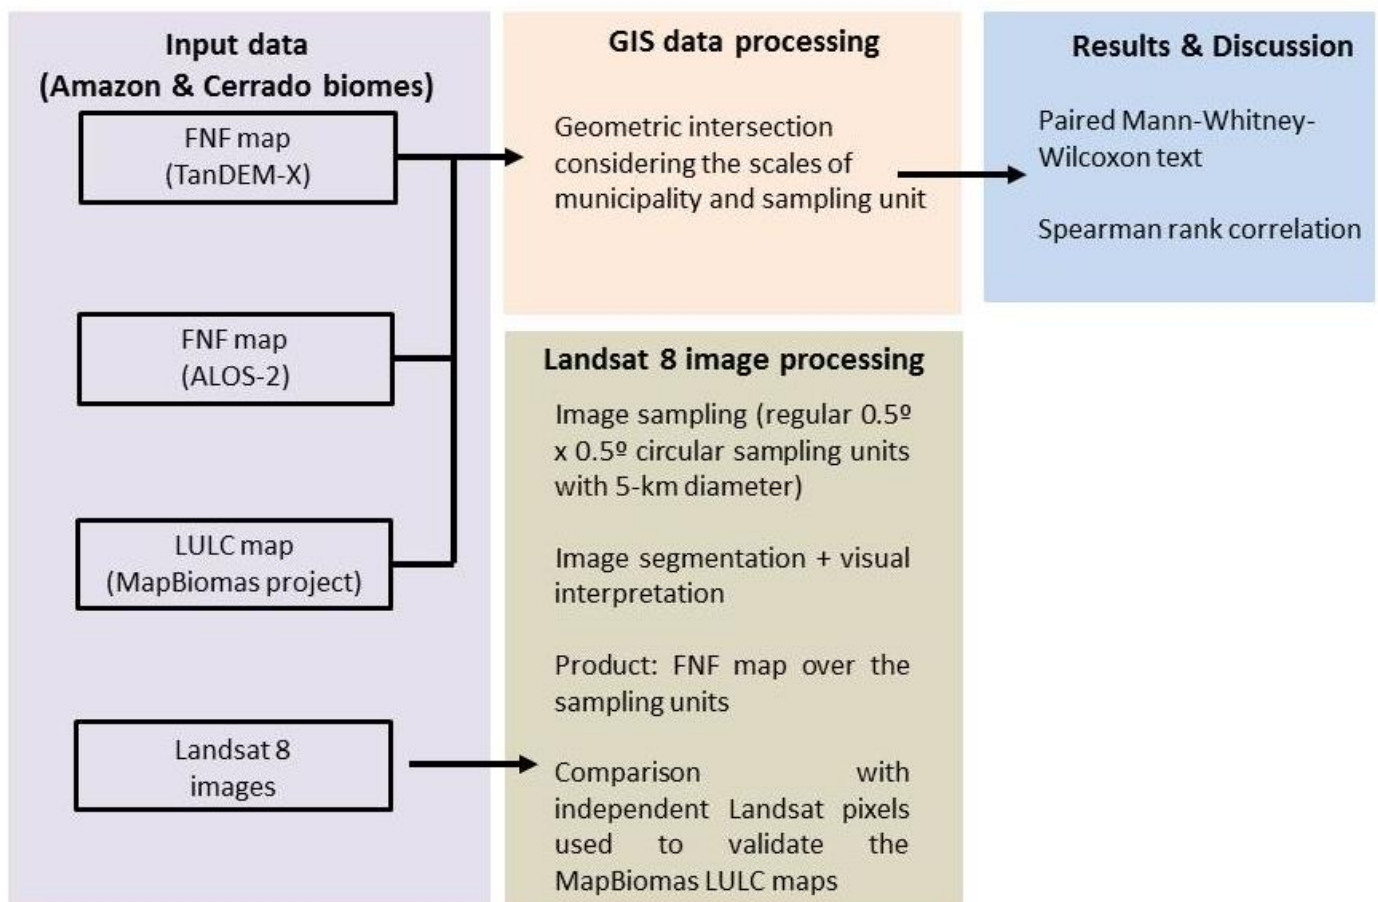 Input data
(Amazon & Cerrado biomes)
FNF map
(TanDEM-X)
FNF map
(ALOS-2)
LULC map
(MapBiomas project)
Landsat 8
images
GIS data processing
Geometric intersection
considering the scales of
municipality and sampling unit
Landsat 8 image processing
Image sampling (regular 0.5º
x 0.5º circular sampling units
with 5-km diameter)
Image segmentation + visual
interpretation
Product: FNF map over the
sampling units
Comparison with
independent Landsat pixels
used to validate the
MapBiomas LULC maps
Results & Discussion
Paired Mann-Whitney-
Wilcoxon text
Spearman rank correlation